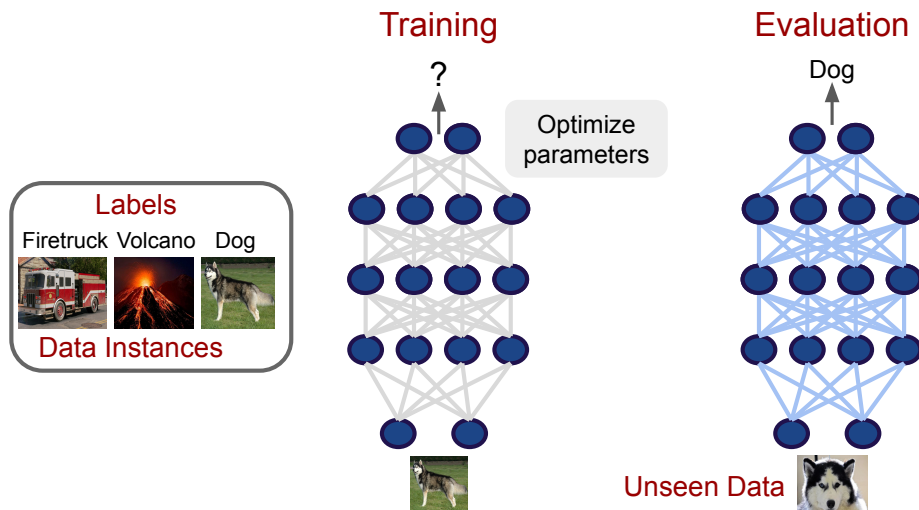 Training
Evaluation
?
Dog
Optimize
parameters
Labels
Firetruck Volcano Dog
Data Instances
Unseen Data